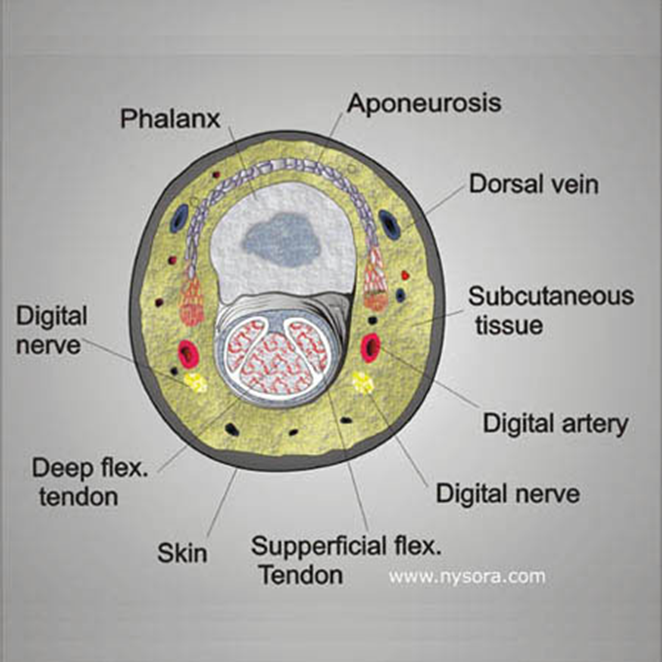 Phalanx
Aponeurosis
Dorsal vein
Subcutaneous
tissue
Digital
nerve
Digital artery
Deep flex.
tendon
Digital nerve
Skin
Supperficial flex.
Tendon
www.nysora.com